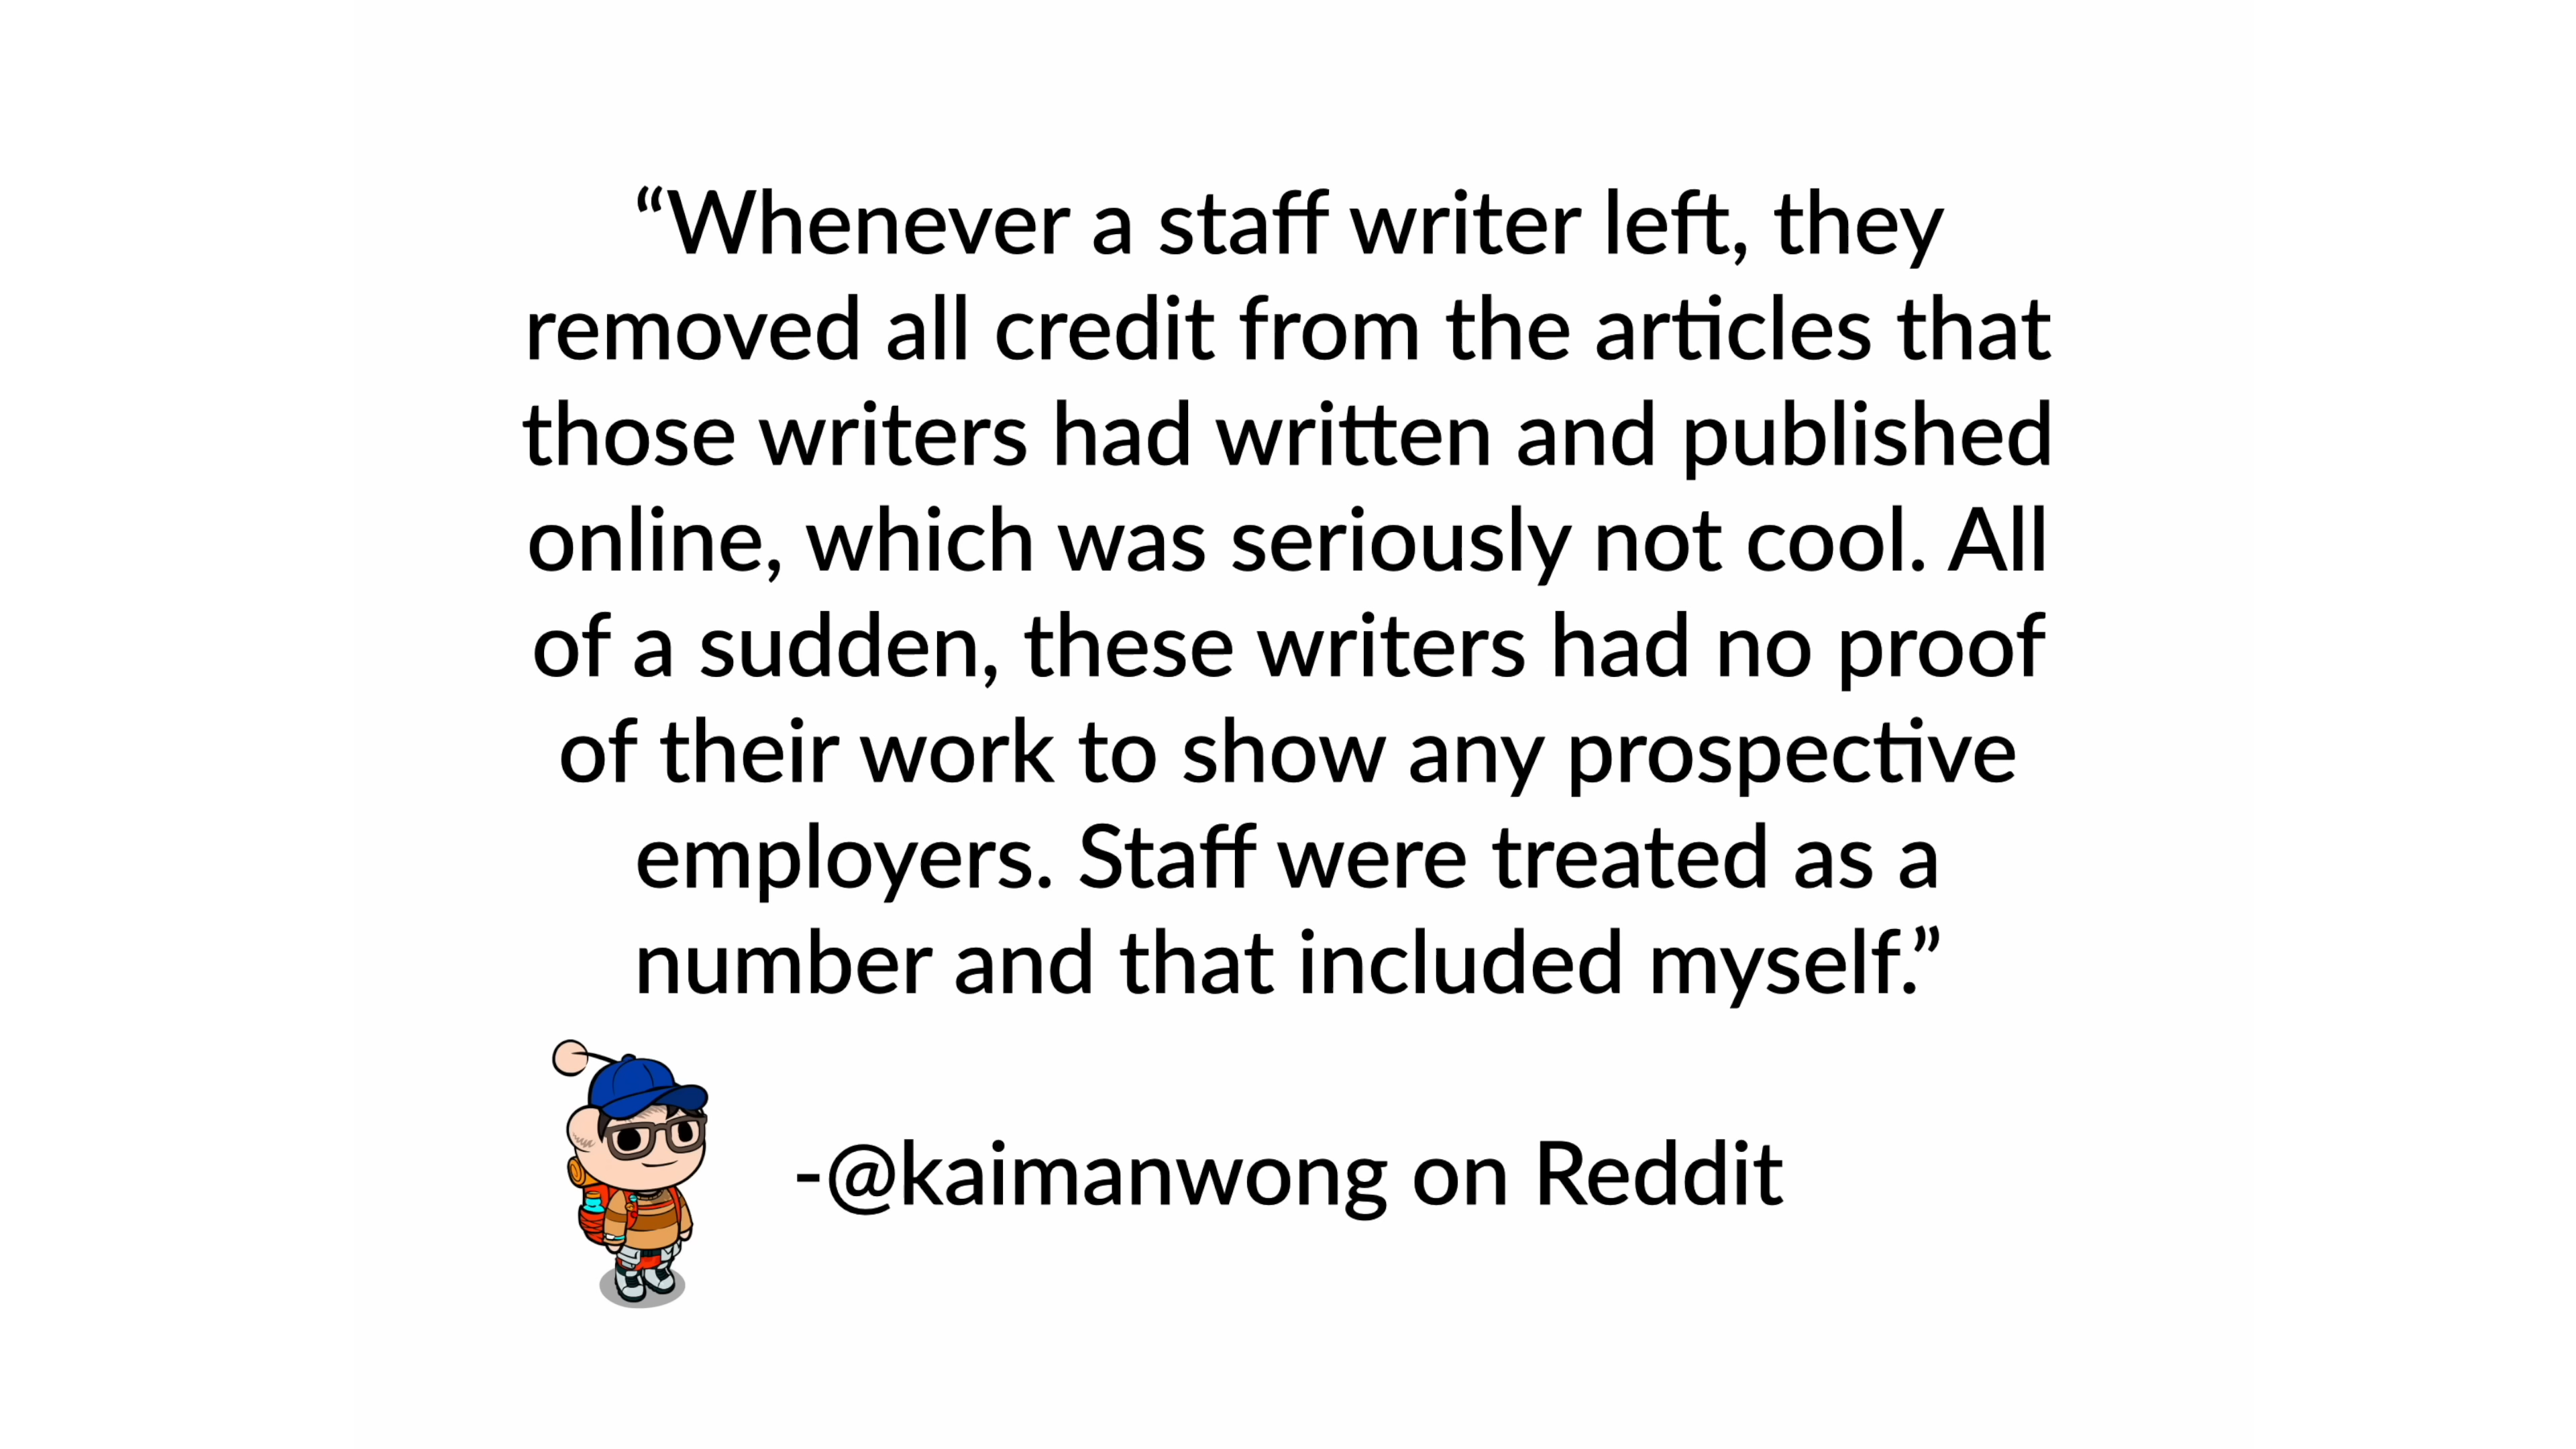 “Whenever a staff writer left, they
removed all credit from the articles that
those writers had written and published
online, which was seriously not cool. All
of a sudden, these writers had no proof
of their work to show any prospective
employers. Staff were treated as a
number and that included myself.”
-@kaimanwong on Reddit